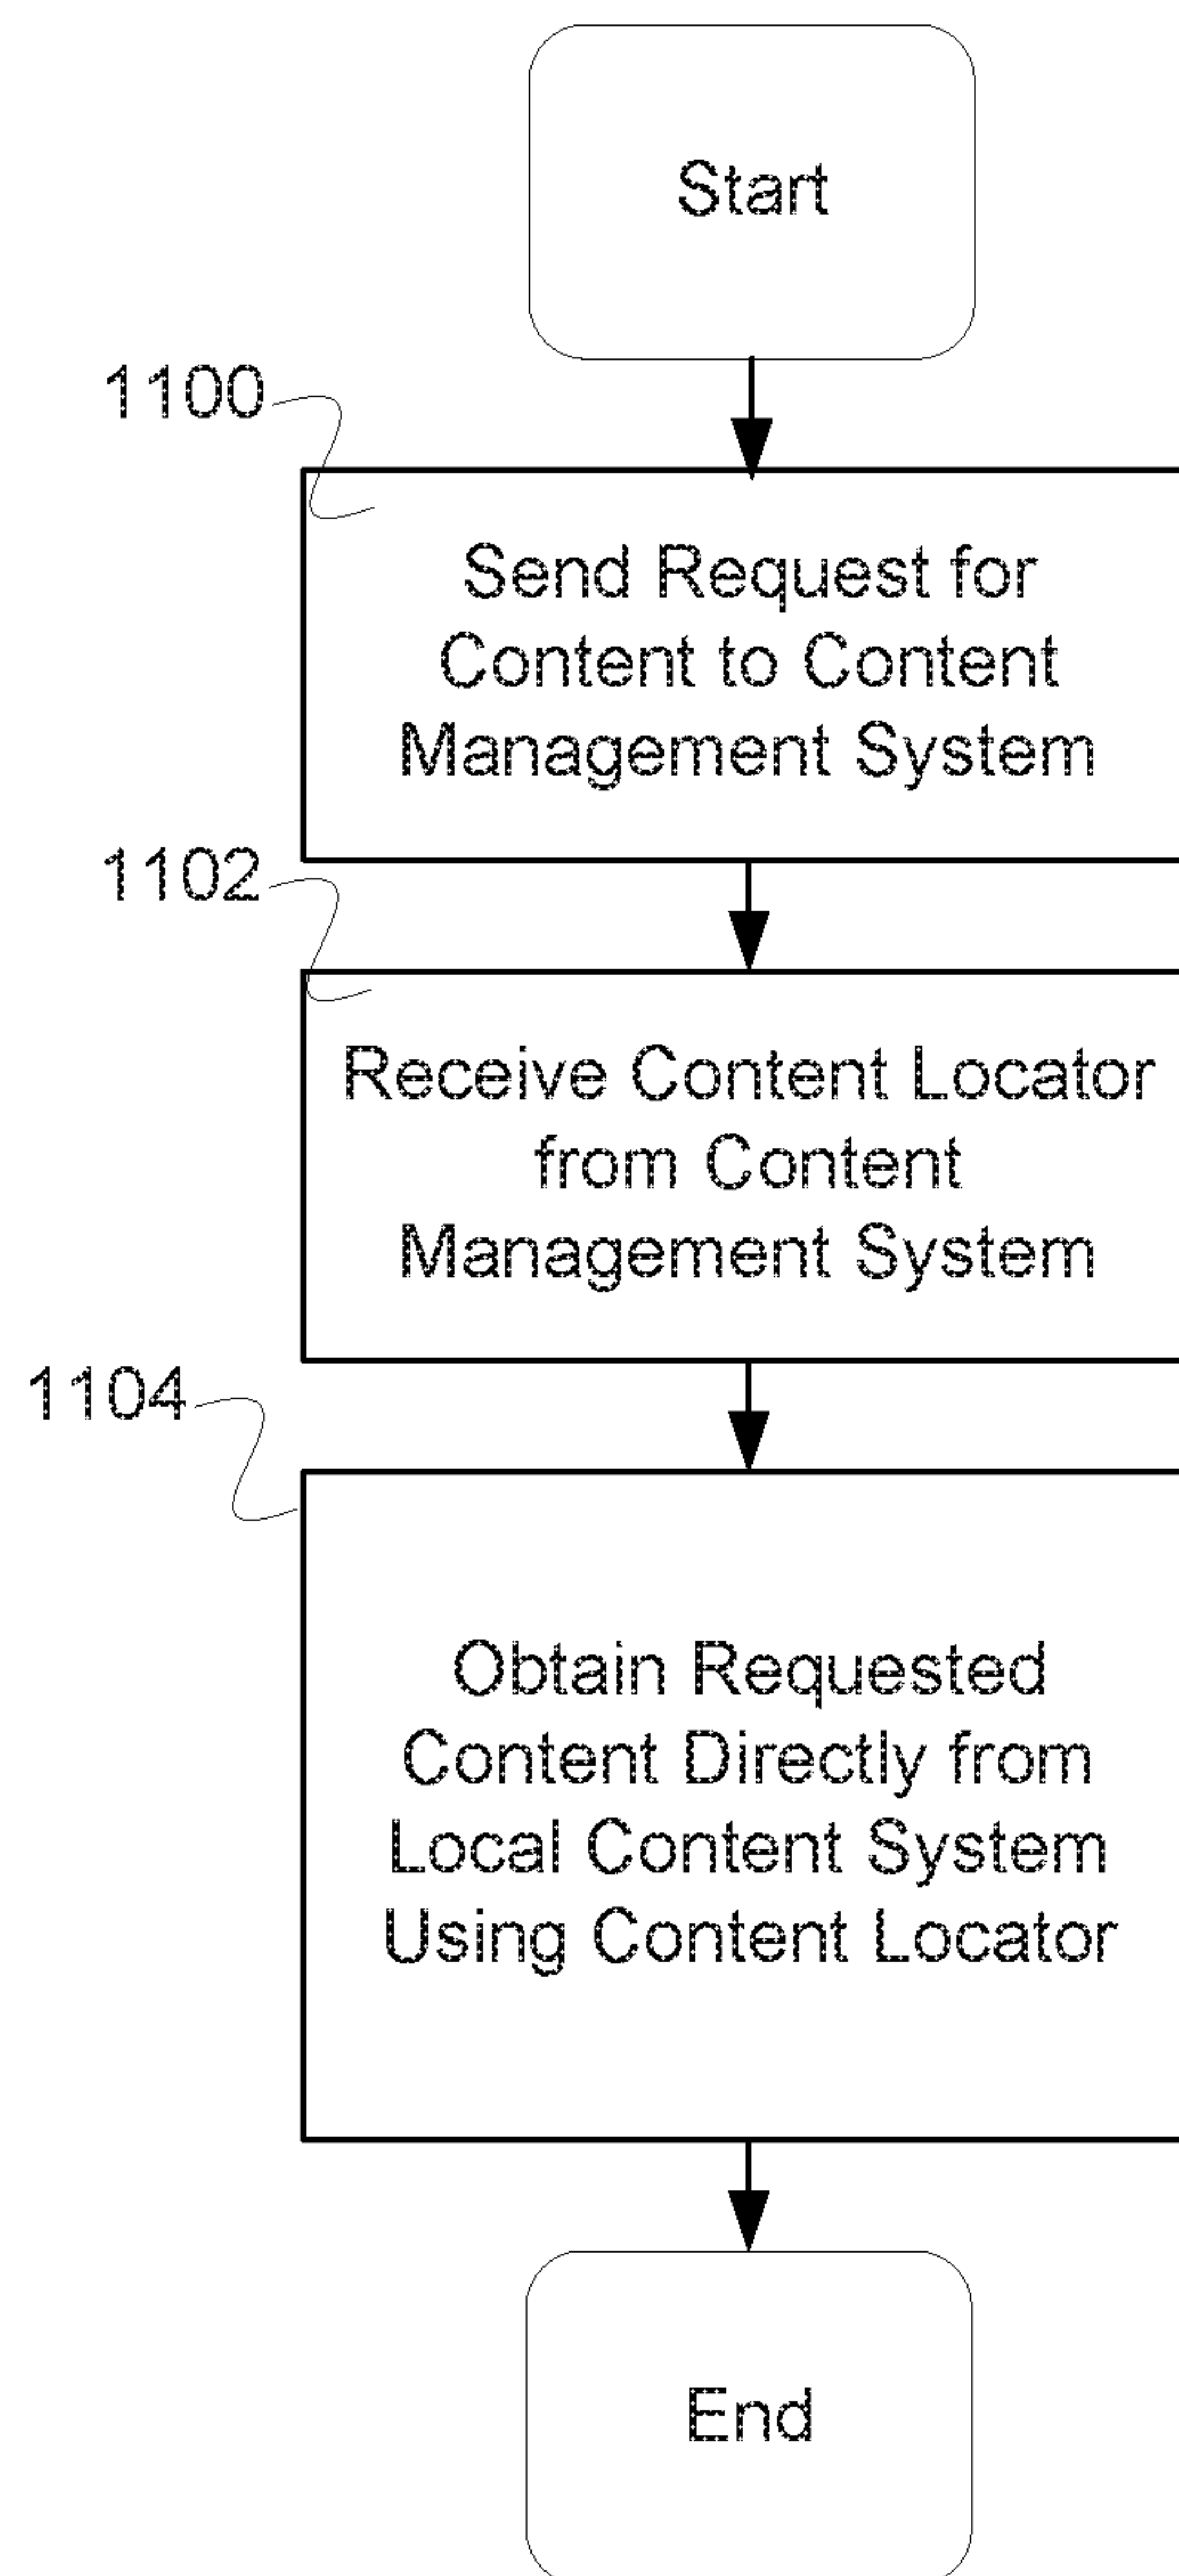 Start
1100
Send Request for
Content to Content
Management System
1102
Receive Content Locator
from Content
Management System
1104
Obtain Requested
Content Directly from
Local Content System
Using Content Locator
End